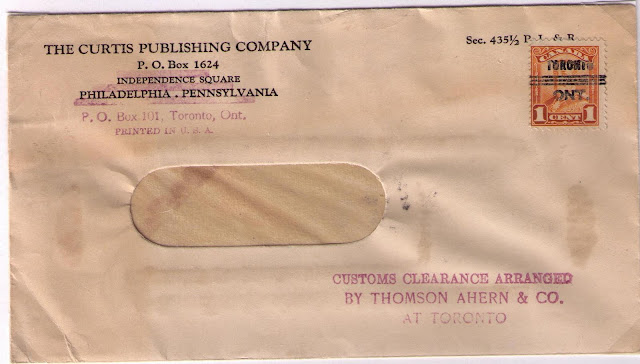 THE CURTIS PUBLISHING COMPANY
P. O. Box 1624
INDEPENDENCE SQUARE
PHILADELPHIA . PENNSYLVANIA
P. O. Box 101, Toronto, Ont.
PRINTED IN U. S. A.
Sec. 435½ P. L. & R.
CANADA
TORONTO
ONT.
1 CENT 1
CUSTOMS CLEARANCE ARRANGED
BY THOMSON AHERN & CO.
AT TORONTO